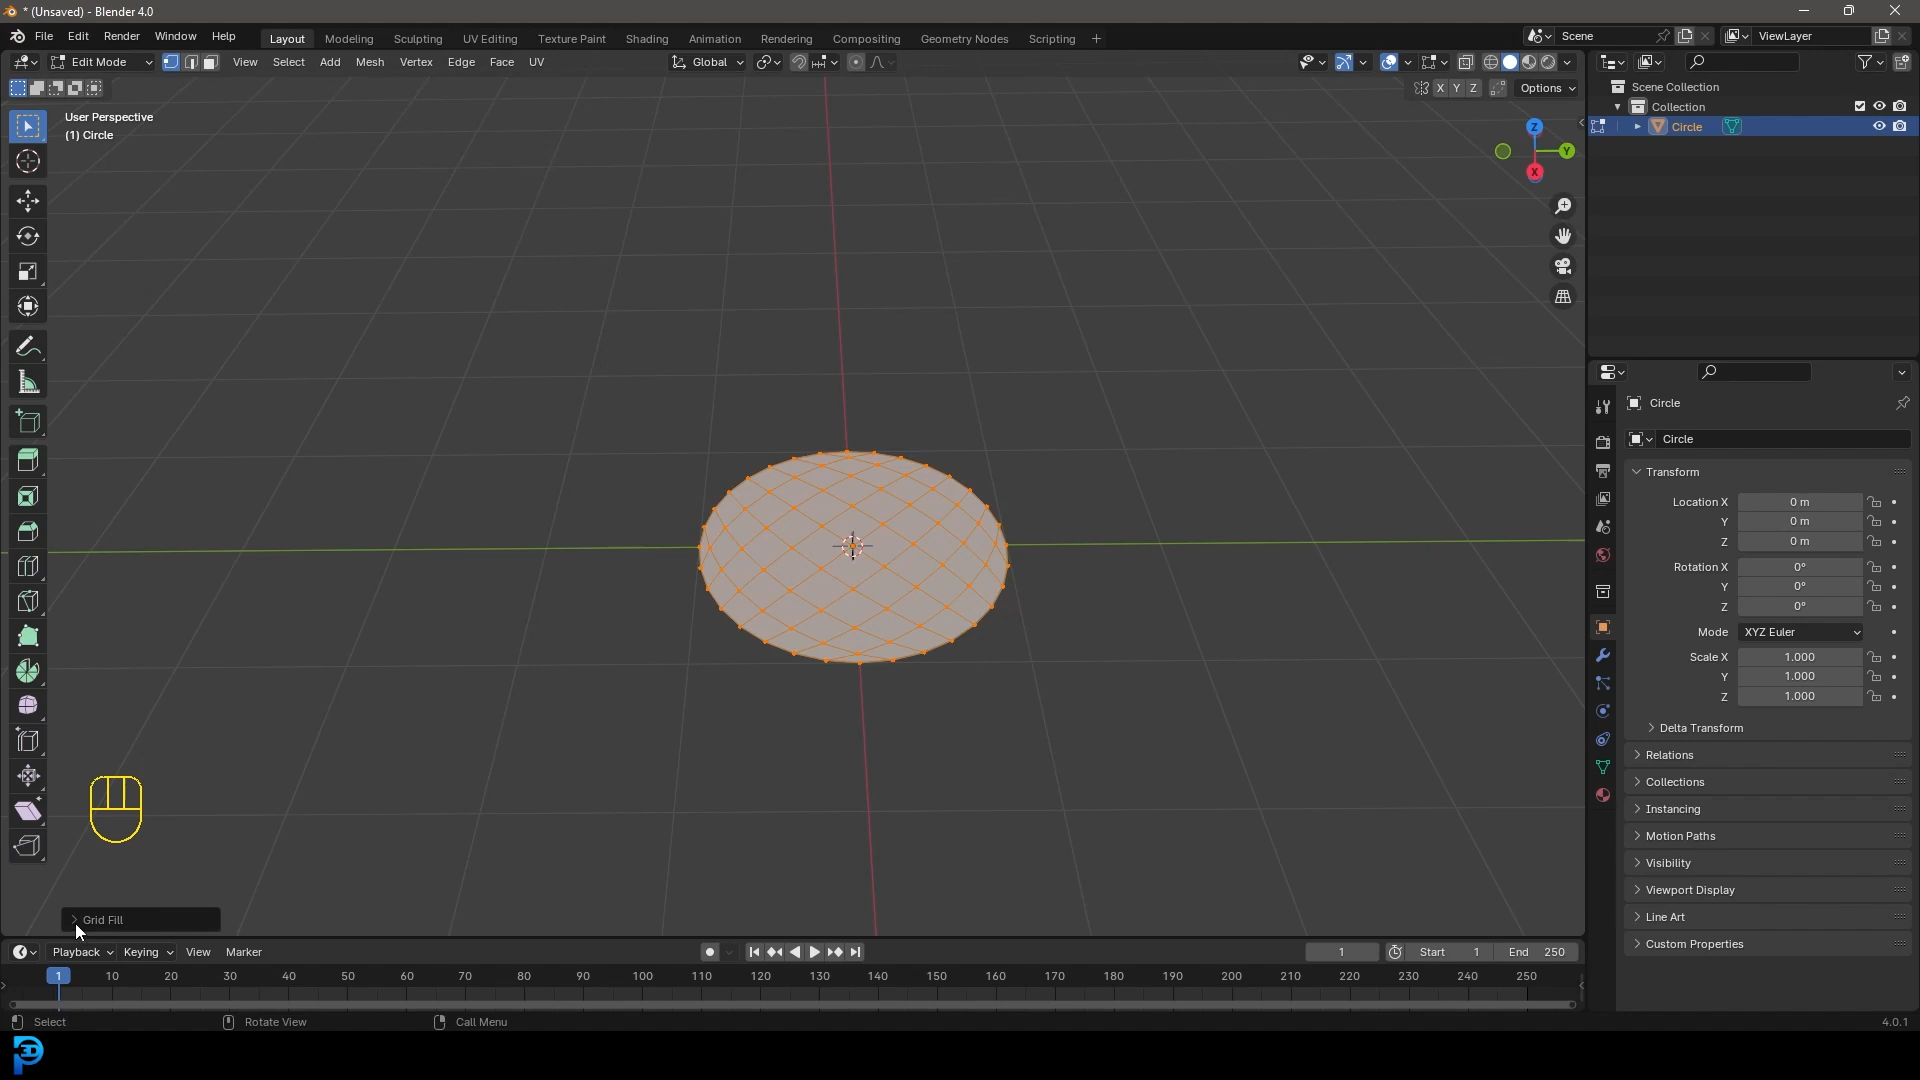 * (Unsaved) - Blender 4.0
File Edit Render Window Help Layout Modeling Sculpting UV Editing Texture Paint Shading Animation Rendering Compositing Geometry Nodes Scripting + Scene ViewLayer
Edit Mode View Select Add Mesh Vertex Edge Face UV Global
X Y Z Options
User Perspective
(1) Circle
Z
Y
X
Scene Collection
Collection
Circle
Circle
Circle
Transform
Location X 0 m
Y 0 m
Z 0 m
Rotation X 0°
Y 0°
Z 0°
Mode XYZ Euler
Scale X 1.000
Y 1.000
Z 1.000
Delta Transform
Relations
Collections
Instancing
Motion Paths
Visibility
Viewport Display
Line Art
Custom Properties
Grid Fill
Playback Keying View Marker 1 Start 1 End 250
1 10 20 30 40 50 60 70 80 90 100 110 120 130 140 150 160 170 180 190 200 210 220 230 240 250
Select Rotate View Call Menu 4.0.1